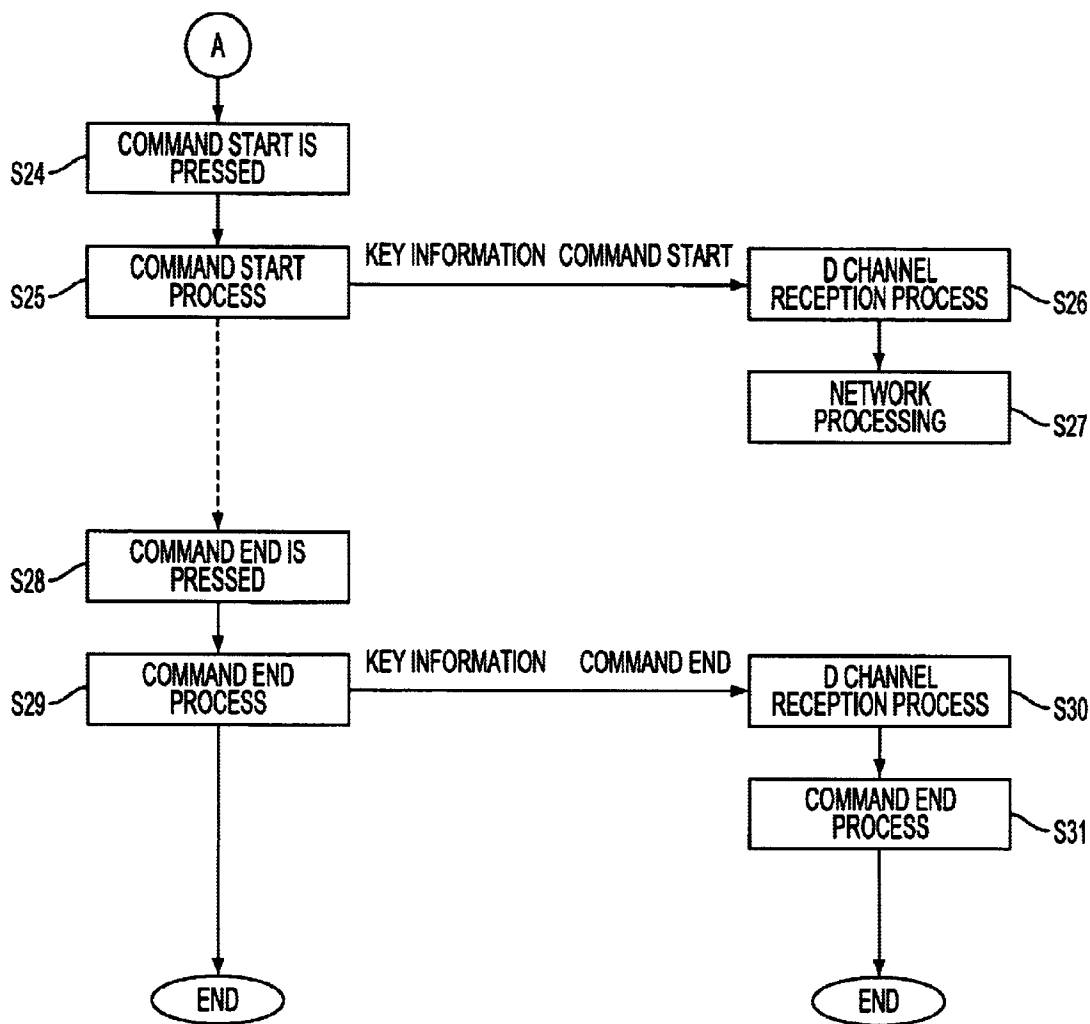 A
COMMAND START IS
PRESSED
S24
COMMAND START
PROCESS
S25
KEY INFORMATION COMMAND START
D CHANNEL
RECEPTION PROCESS
S26
NETWORK
PROCESSING
S27
COMMAND END IS
PRESSED
S28
COMMAND END
PROCESS
S29
KEY INFORMATION COMMAND END
D CHANNEL
RECEPTION PROCESS
S30
COMMAND END
PROCESS
S31
END
END